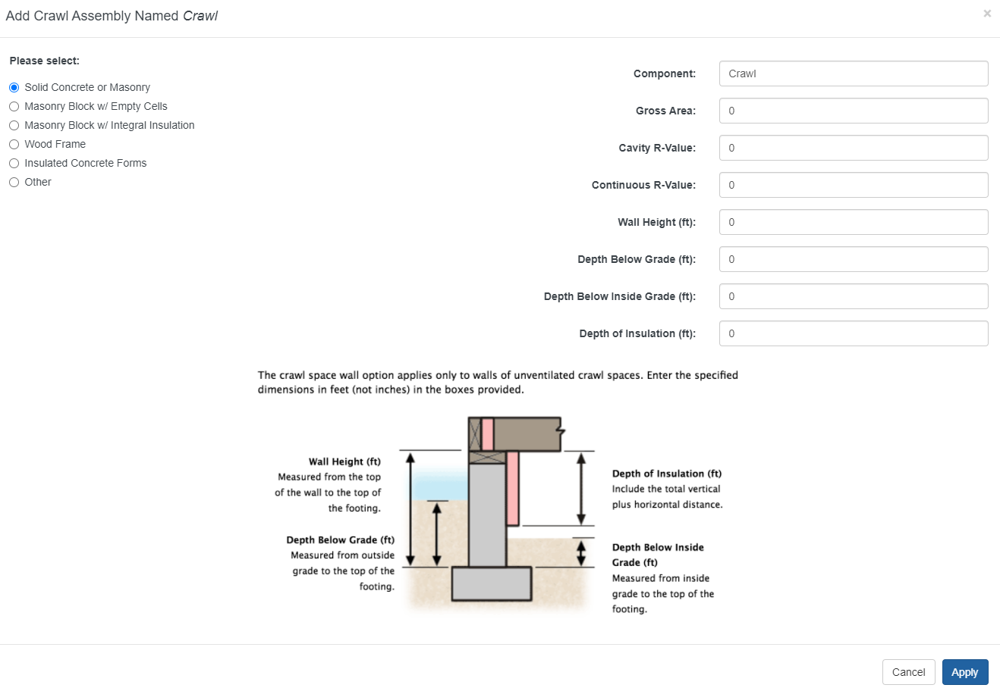 Add Crawl Assembly Named Crawl
×
Please select:
Solid Concrete or Masonry
Masonry Block w/ Empty Cells
Masonry Block w/ Integral Insulation
Wood Frame
Insulated Concrete Forms
Other
Component: Crawl
Gross Area: 0
Cavity R-Value: 0
Continuous R-Value: 0
Wall Height (ft): 0
Depth Below Grade (ft): 0
Depth Below Inside Grade (ft): 0
Depth of Insulation (ft): 0
The crawl space wall option applies only to walls of unventilated crawl spaces. Enter the specified
dimensions in feet (not inches) in the boxes provided.
Wall Height (ft)
Measured from the top
of the wall to the top of
the footing.
Depth Below Grade (ft)
Measured from outside
grade to the top of the
footing.
Depth of Insulation (ft)
Include the total vertical
plus horizontal distance.
Depth Below Inside
Grade (ft)
Measured from inside
grade to the top of the
footing.
Cancel
Apply